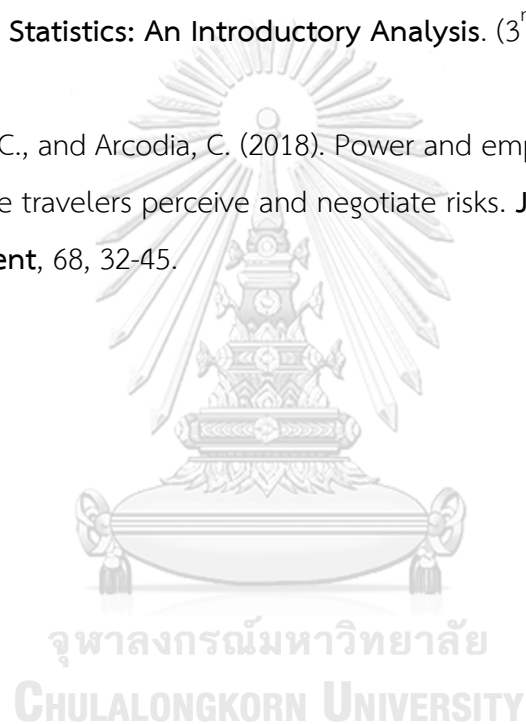 Statistics: An Introductory Analysis. (3
C., and Arcodia, C. (2018). Power and emp
e travelers perceive and negotiate risks. J
ent, 68, 32-45.
จุฬาลงกรณ์มหาวิทยาลัย
CHULALONGKORN UNIVERSITY